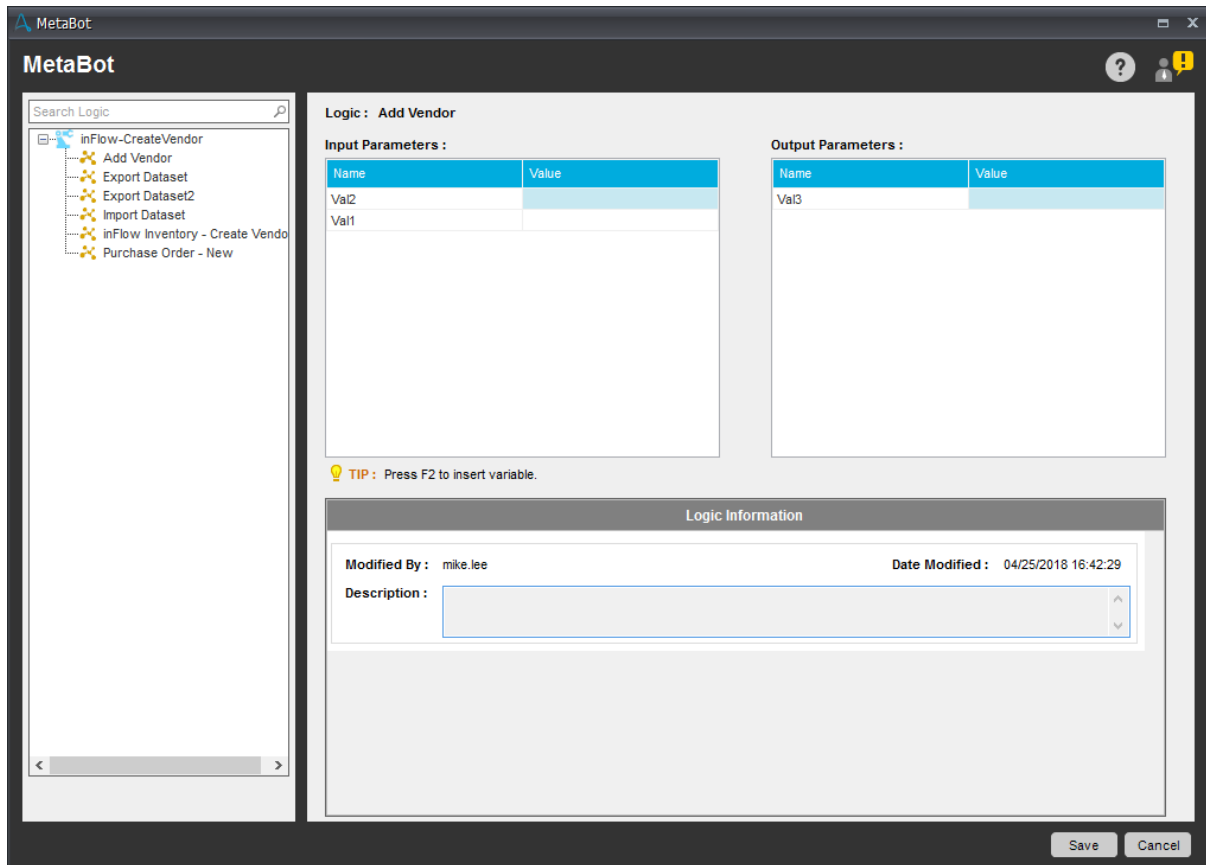 MetaBot
MetaBot
Search Logic
inFlow-CreateVendor
Add Vendor
Export Dataset
Export Dataset2
Import Dataset
inFlow Inventory - Create Vendo
Purchase Order - New
Logic : Add Vendor
Input Parameters :
Name Value
Val2
Val1
Output Parameters :
Name Value
Val3
TIP : Press F2 to insert variable.
Logic Information
Modified By : mike.lee Date Modified : 04/25/2018 16:42:29
Description :
Save Cancel